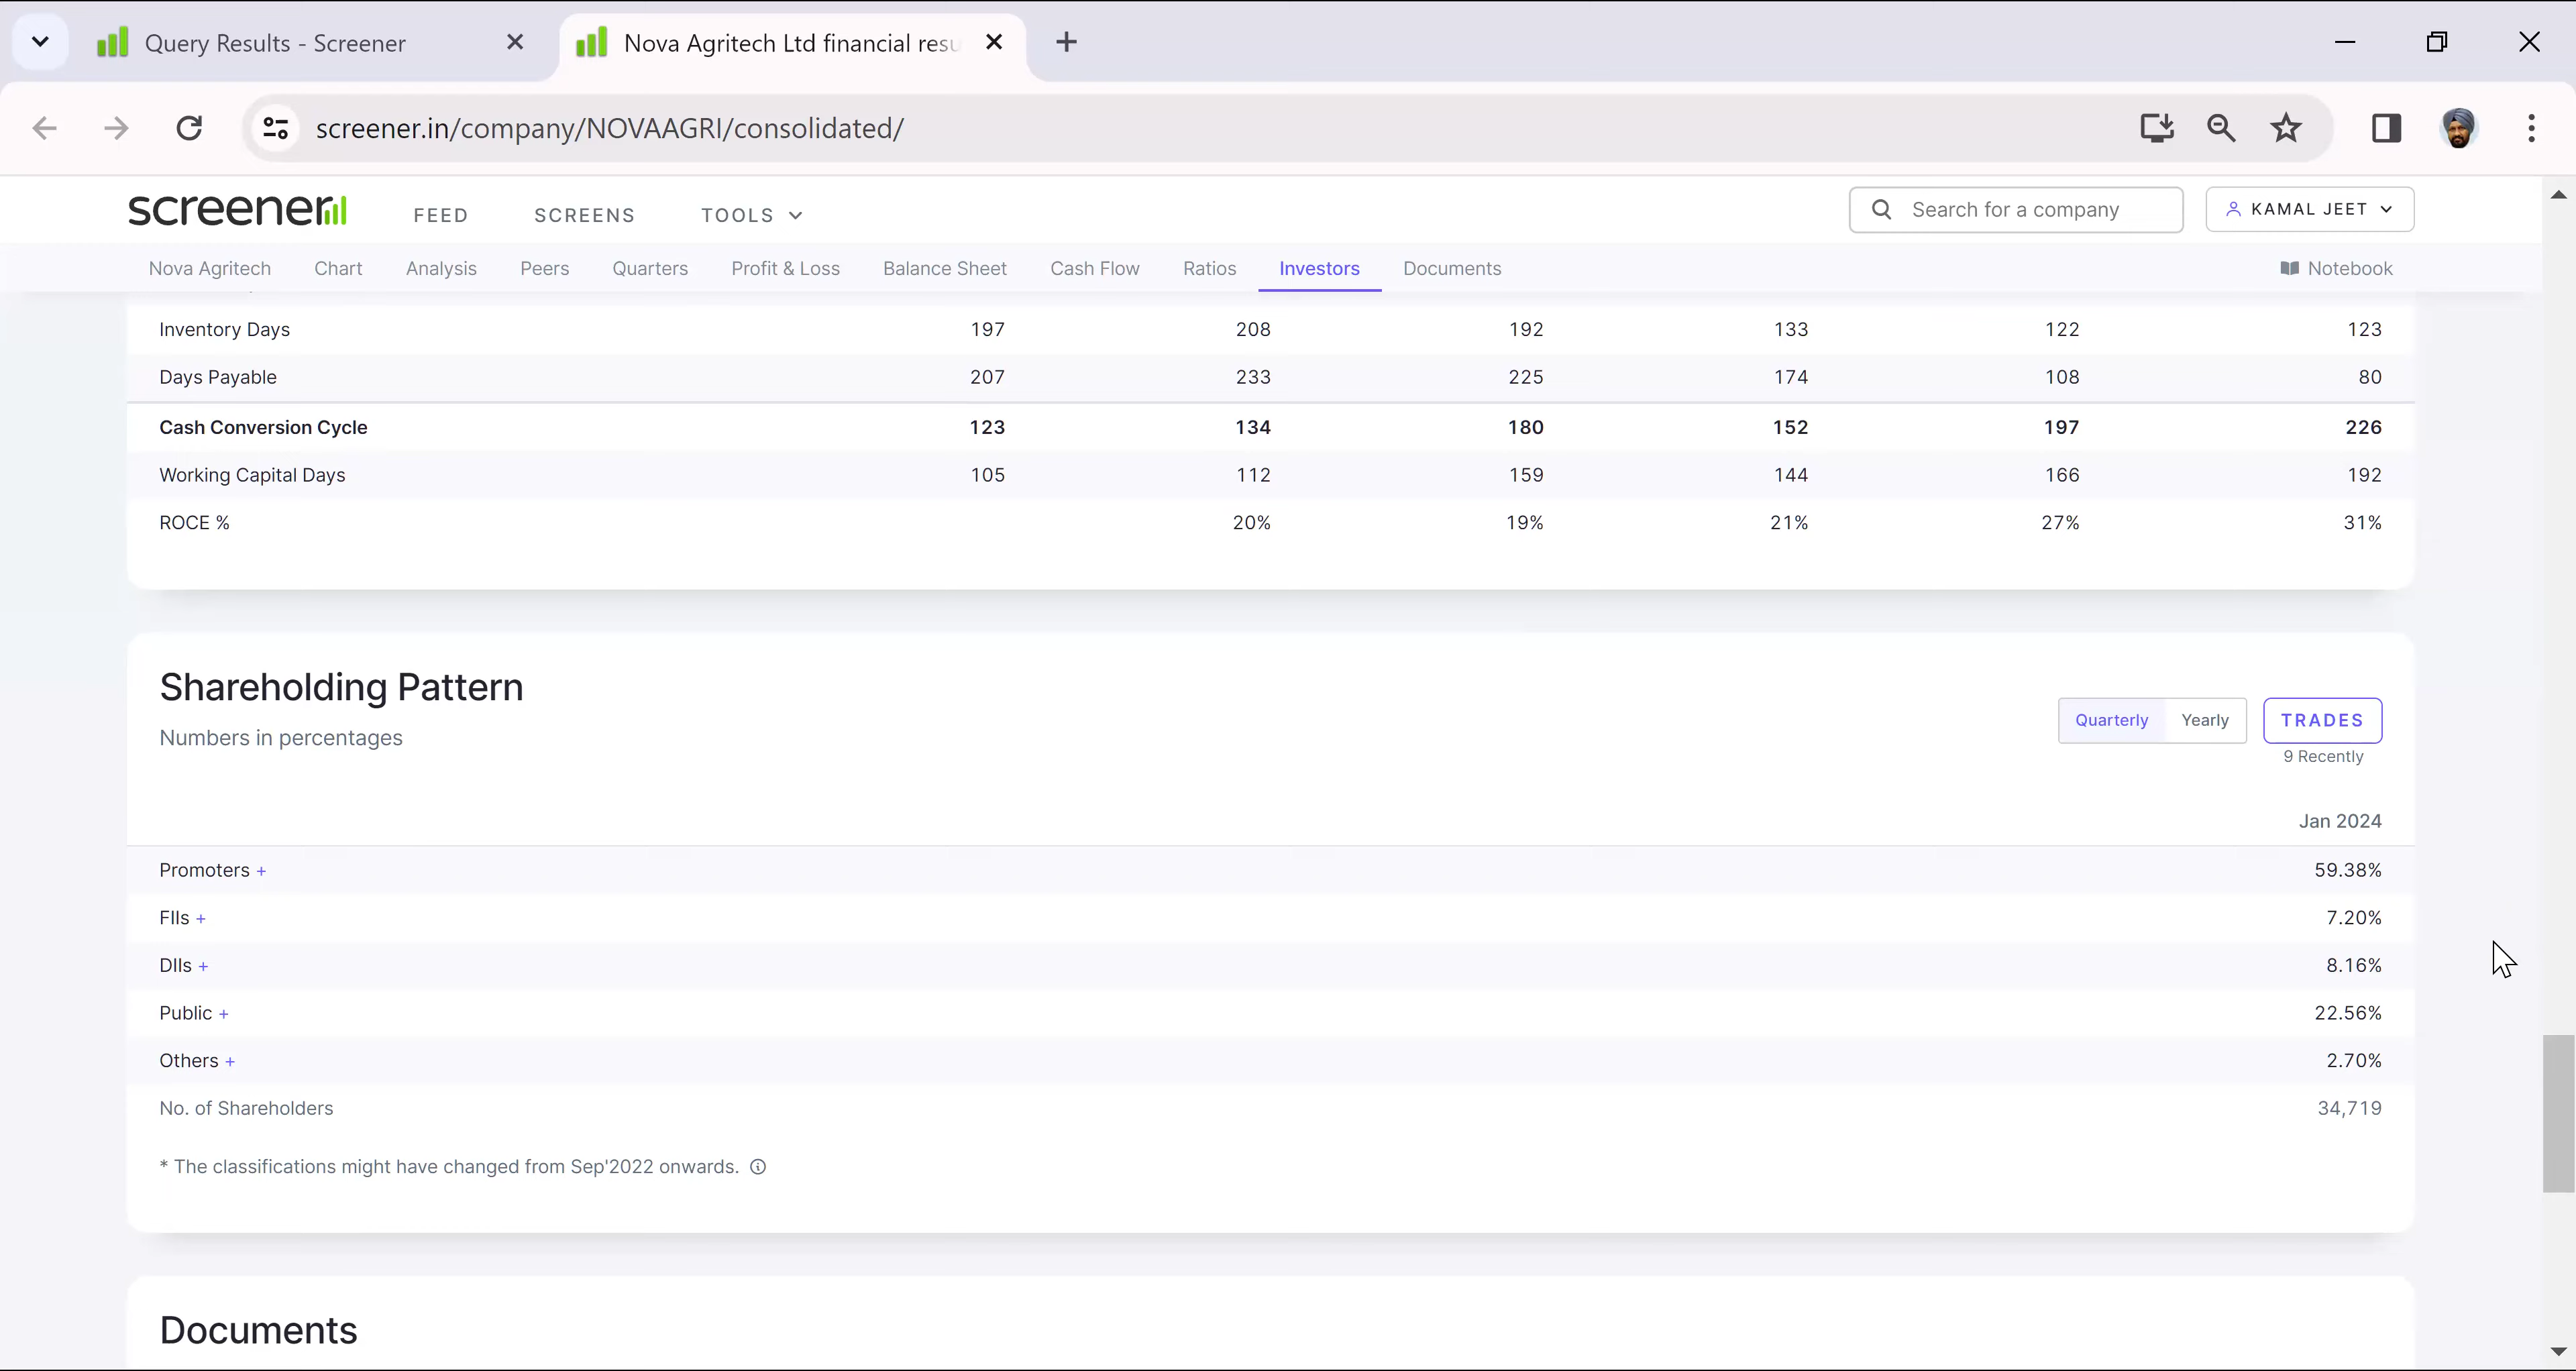 Query Results - Screener
Nova Agritech Ltd financial resu
screener.in/company/NOVAAGRI/consolidated/
screener
FEED
SCREENS
TOOLS
Search for a company
KAMAL JEET
Nova Agritech
Chart
Analysis
Peers
Quarters
Profit & Loss
Balance Sheet
Cash Flow
Ratios
Investors
Documents
Notebook
Inventory Days 197 208 192 133 122 123
Days Payable 207 233 225 174 108 80
Cash Conversion Cycle 123 134 180 152 197 226
Working Capital Days 105 112 159 144 166 192
ROCE % 20% 19% 21% 27% 31%
Shareholding Pattern
Numbers in percentages
Quarterly
Yearly
TRADES
9 Recently
Jan 2024
Promoters + 59.38%
FIIs + 7.20%
DIIs + 8.16%
Public + 22.56%
Others + 2.70%
No. of Shareholders 34,719
* The classifications might have changed from Sep'2022 onwards.
Documents